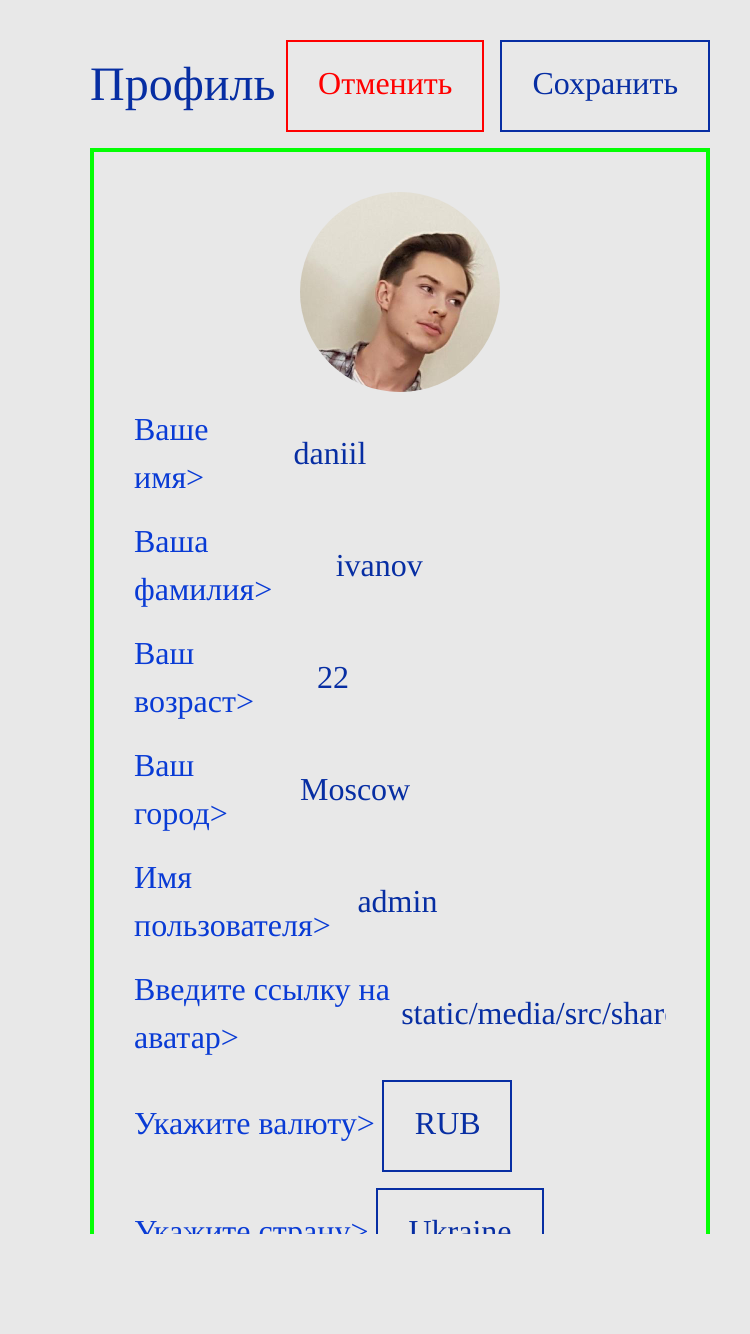 Профиль
Отменить
Сохранить
Ваше
имя>
daniil
Ваша
фамилия>
ivanov
Ваш
возраст>
22
Ваш
город>
Moscow
Имя
пользователя>
admin
Введите ссылку на
аватар>
static/media/src/shar
Укажите валюту>
RUB
Укажите страну>
Ukraine